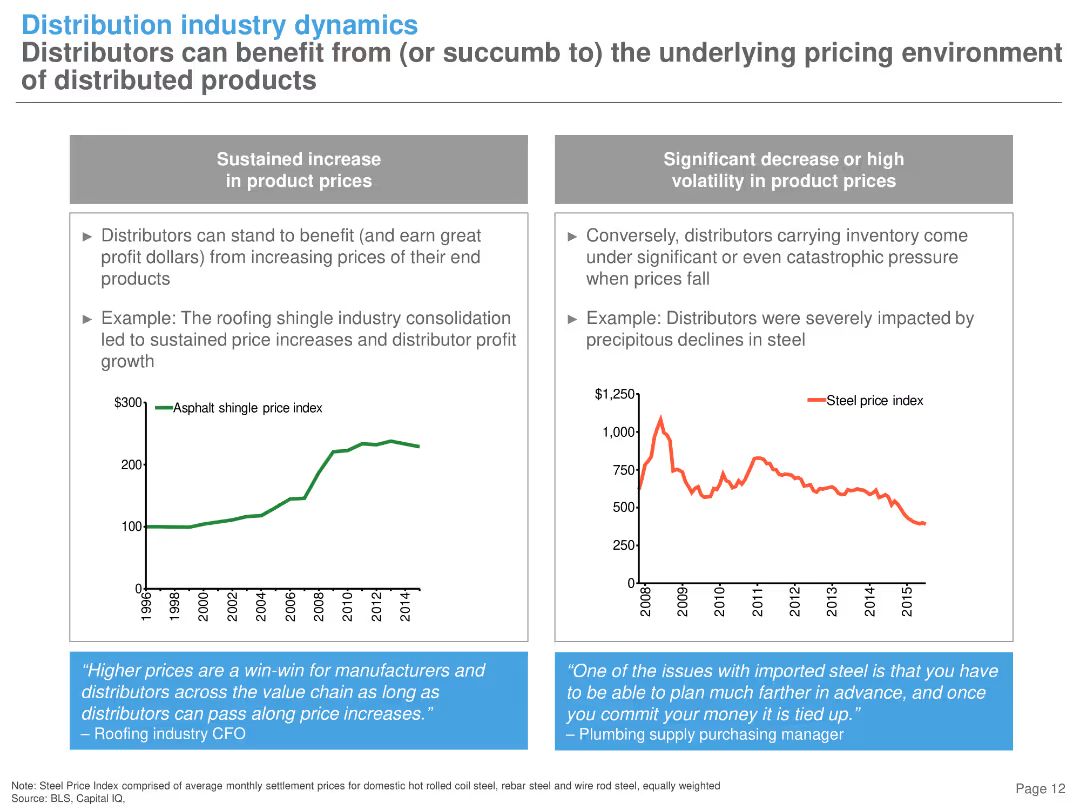 Distribution industry dynamics
Distributors can benefit from (or succumb to) the underlying pricing environment
of distributed products
Sustained increase
in product prices
► Distributors can stand to benefit (and earn great
profit dollars) from increasing prices of their end
products
► Example: The roofing shingle industry consolidation
led to sustained price increases and distributor profit
growth
$300
Asphalt shingle price index
200
100
0
1996
1998
2000
2002
2004
2006
2008
2010
2012
2014
“Higher prices are a win-win for manufacturers and
distributors across the value chain as long as
distributors can pass along price increases.”
– Roofing industry CFO
Significant decrease or high
volatility in product prices
► Conversely, distributors carrying inventory come
under significant or even catastrophic pressure
when prices fall
► Example: Distributors were severely impacted by
precipitous declines in steel
$1,250
Steel price index
1,000
750
500
250
0
2008
2009
2010
2011
2012
2013
2014
2015
“One of the issues with imported steel is that you have
to be able to plan much farther in advance, and once
you commit your money it is tied up.”
– Plumbing supply purchasing manager
Note: Steel Price Index comprised of average monthly settlement prices for domestic hot rolled coil steel, rebar steel and wire rod steel, equally weighted
Source: BLS, Capital IQ,
Page 12